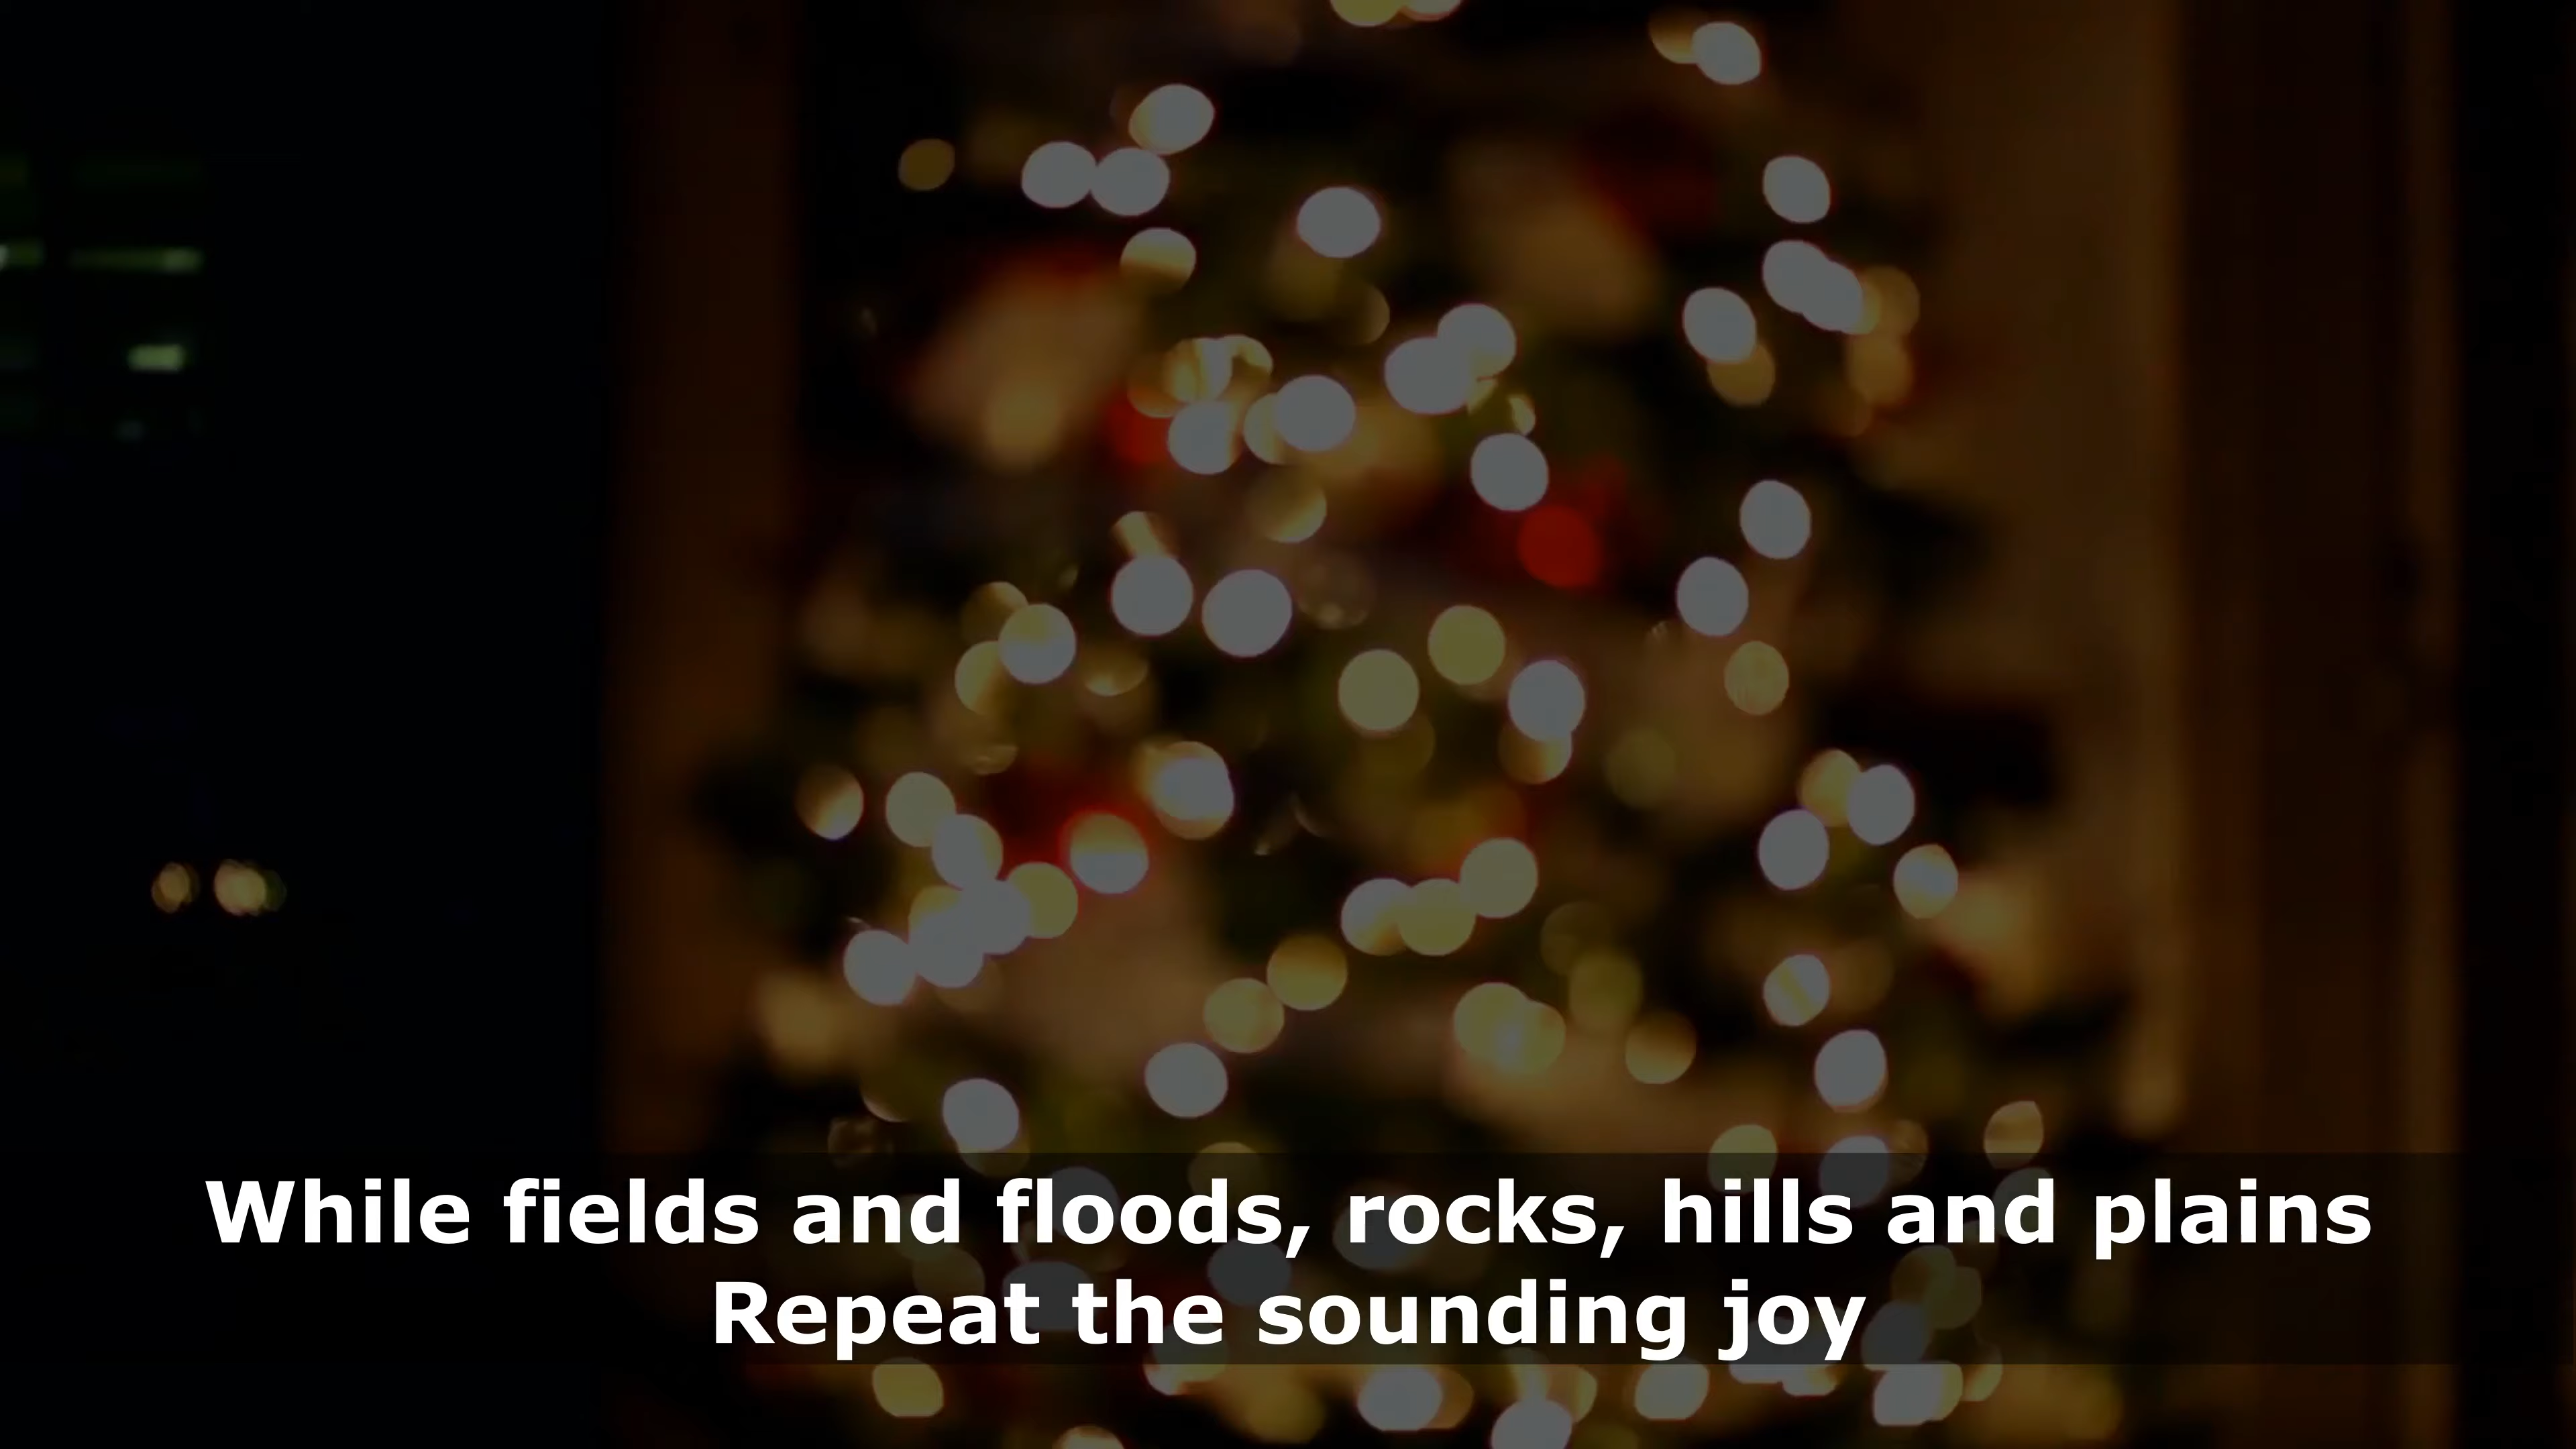 While fields and floods, rocks, hills and plains
Repeat the sounding joy